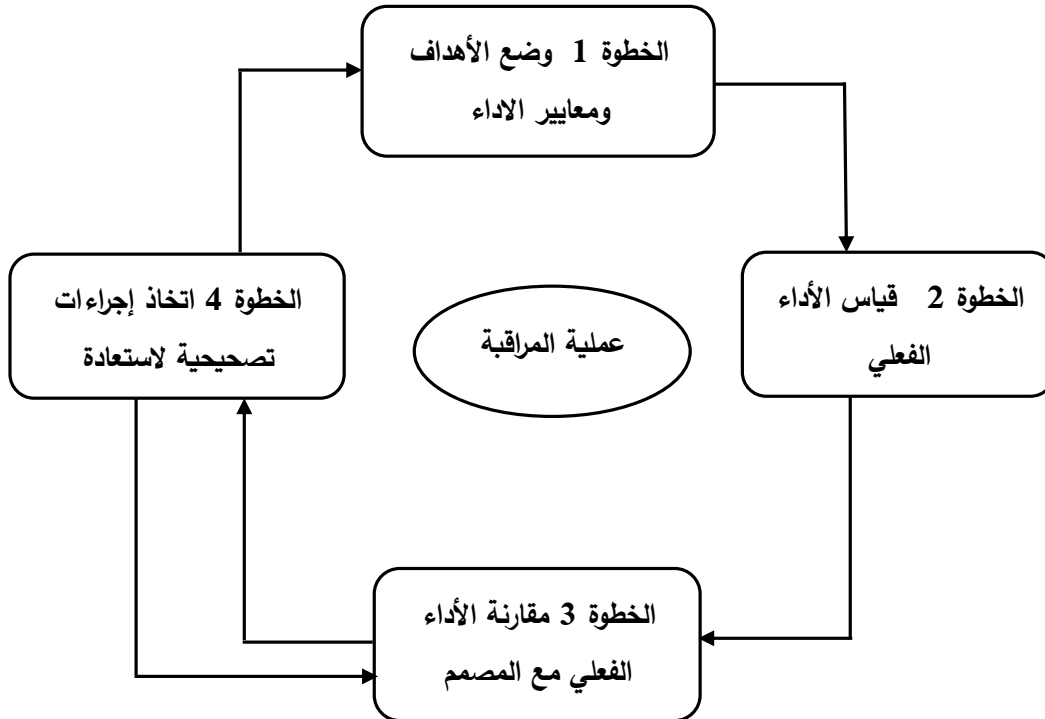 الخطوة 1 وضع الأهداف
ومعايير الاداء
الخطوة 2 قياس الأداء
الفعلي
الخطوة 3 مقارنة الأداء
الفعلي مع المصمم
الخطوة 4 اتخاذ إجراءات
تصحيحية لاستعادة
عملية المراقبة